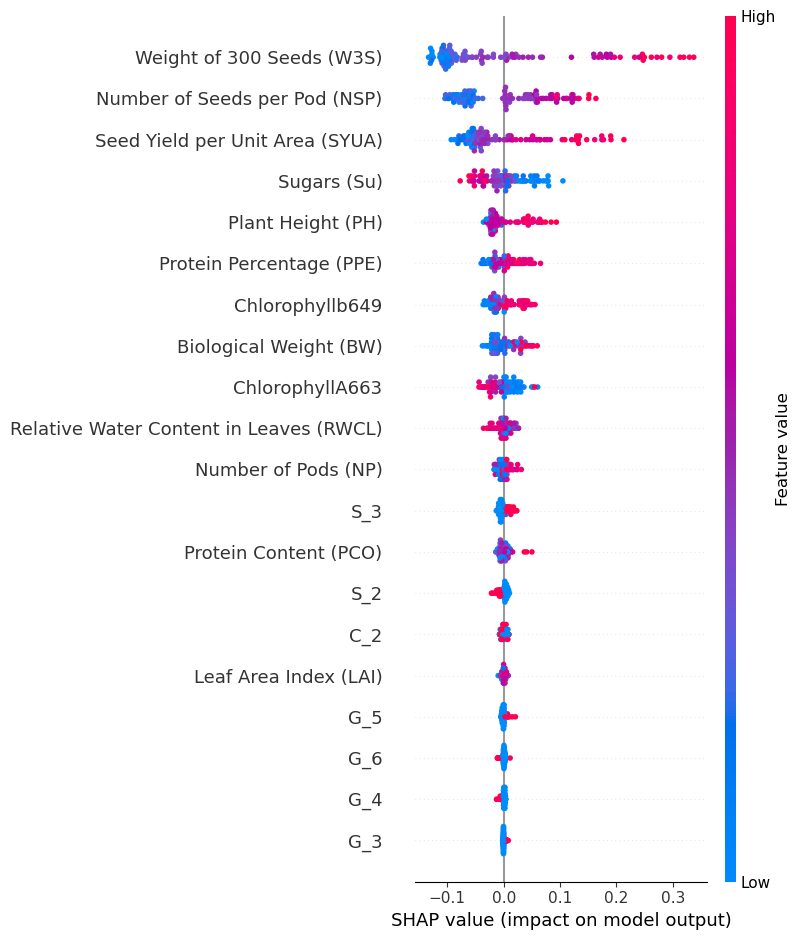 High
Weight of 300 Seeds (W3S)
Number of Seeds per Pod (NSP)
Seed Yield per Unit Area (SYUA)
Sugars (Su)
Plant Height (PH)
Protein Percentage (PPE)
Chlorophyllb649
Biological Weight (BW)
ChlorophyllA663
Relative Water Content in Leaves (RWCL)
Number of Pods (NP)
S_3
Protein Content (PCO)
S_2
C_2
Leaf Area Index (LAI)
G_5
G_6
G_4
G_3
Feature value
Low
−0.1 0.0 0.1 0.2 0.3
SHAP value (impact on model output)